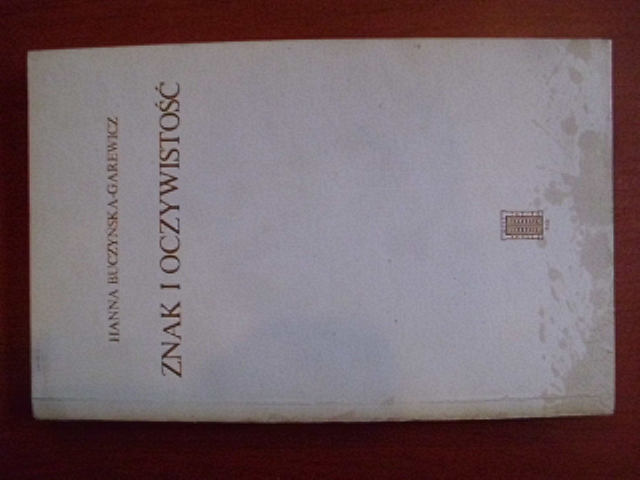 HANNA BUCZYŃSKA-GAREWICZ
ZNAK I OCZYWISTOŚĆ